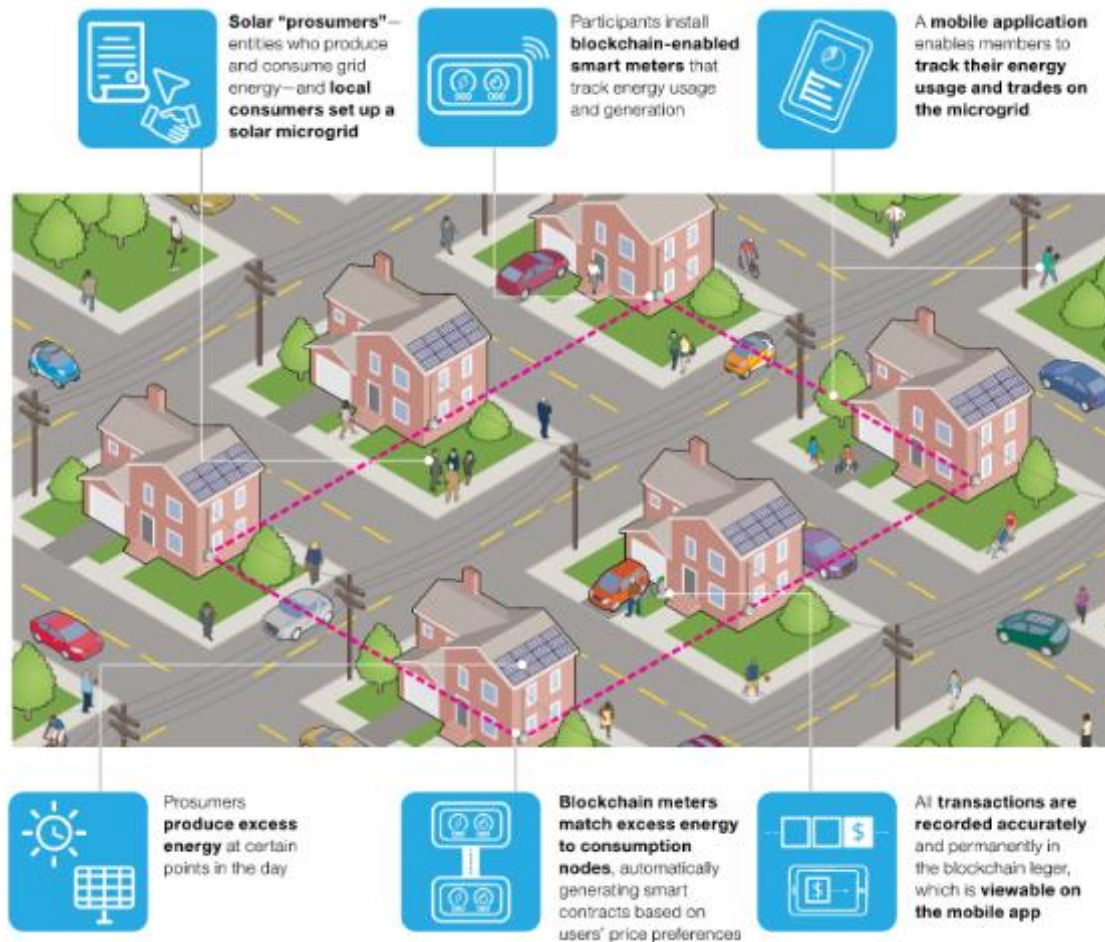 Solar "prosumers"—
entities who produce
and consume grid
energy—and local
consumers set up a
solar microgrid
Participants install
blockchain-enabled
smart meters that
track energy usage
and generation
A mobile application
enables members to
track their energy
usage and trades on
the microgrid
Prosumers
produce excess
energy at certain
points in the day
Blockchain meters
match excess energy
to consumption
nodes, automatically
generating smart
contracts based on
users' price preferences
$
$
All transactions are
recorded accurately
and permanently in
the blockchain leger,
which is viewable on
the mobile app